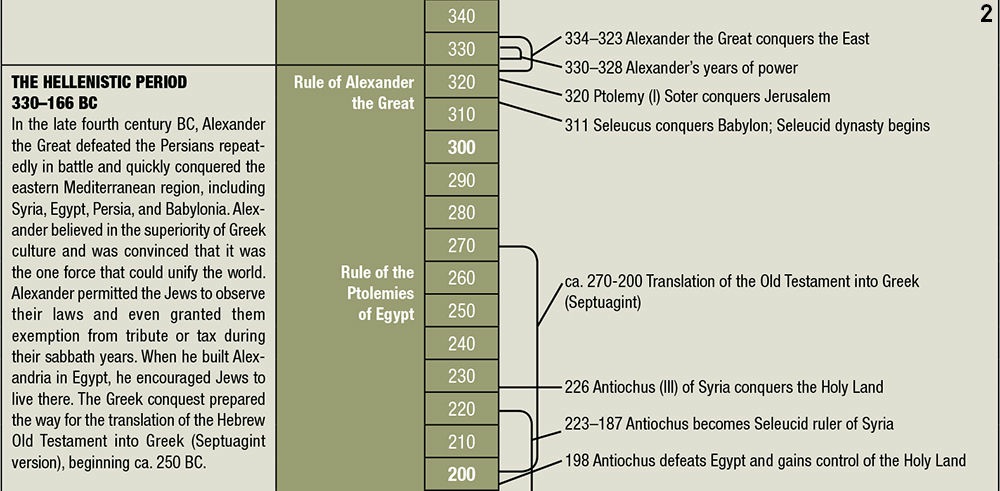 2
THE HELLENISTIC PERIOD
330–166 BC
In the late fourth century BC, Alexander
the Great defeated the Persians repeat-
edly in battle and quickly conquered the
eastern Mediterranean region, including
Syria, Egypt, Persia, and Babylonia. Alex-
ander believed in the superiority of Greek
culture and was convinced that it was
the one force that could unify the world.
Alexander permitted the Jews to observe
their laws and even granted them
exemption from tribute or tax during
their sabbath years. When he built Alex-
andria in Egypt, he encouraged Jews to
live there. The Greek conquest prepared
the way for the translation of the Hebrew
Old Testament into Greek (Septuagint
version), beginning ca. 250 BC.
Rule of Alexander
the Great
Rule of the
Ptolemies
of Egypt
340
330
320
310
300
290
280
270
260
250
240
230
220
210
200
334–323 Alexander the Great conquers the East
330–328 Alexander’s years of power
320 Ptolemy (I) Soter conquers Jerusalem
311 Seleucus conquers Babylon; Seleucid dynasty begins
ca. 270-200 Translation of the Old Testament into Greek
(Septuagint)
226 Antiochus (III) of Syria conquers the Holy Land
223–187 Antiochus becomes Seleucid ruler of Syria
198 Antiochus defeats Egypt and gains control of the Holy Land